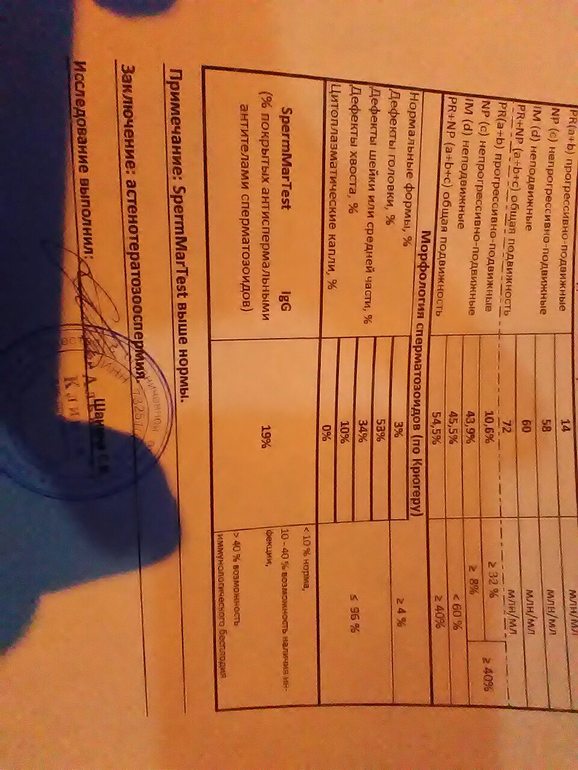 PR(a+b) прогрессивно-подвижные 14 млн/мл
NP (c) непрогрессивно-подвижные 58 млн/мл
IM (d) неподвижные 60 млн/мл
PR+NP (a+b+c) общая подвижность 72 млн/мл
PR(a+b) прогрессивно-подвижные 10,6% ≥ 32 % ≥ 40%
NP (c) непрогрессивно-подвижные 43,9% ≥ 8%
IM (d) неподвижные 45,5% < 60 %
PR+NP (a+b+c) общая подвижность 54,5% ≥ 40%
Морфология сперматозоидов (по Крюгеру)
Нормальные формы, % 3% ≥ 4 %
Дефекты головки, % 53% ≤ 96 %
Дефекты шейки или средней части, % 34%
Дефекты хвоста, % 10%
Цитоплазматические капли, % 0%
SpermMarTest IgG
(% покрытых антиспермальными
антителами сперматозоидов)
19%
< 10 % норма,
10 - 40 % возможность наличия ин-
фекции,
> 40 % возможность
иммунологического бесплодия
Примечание: SpermMarTest выше нормы.
Заключение: астенотератозооспермия.
Исследование выполнил: